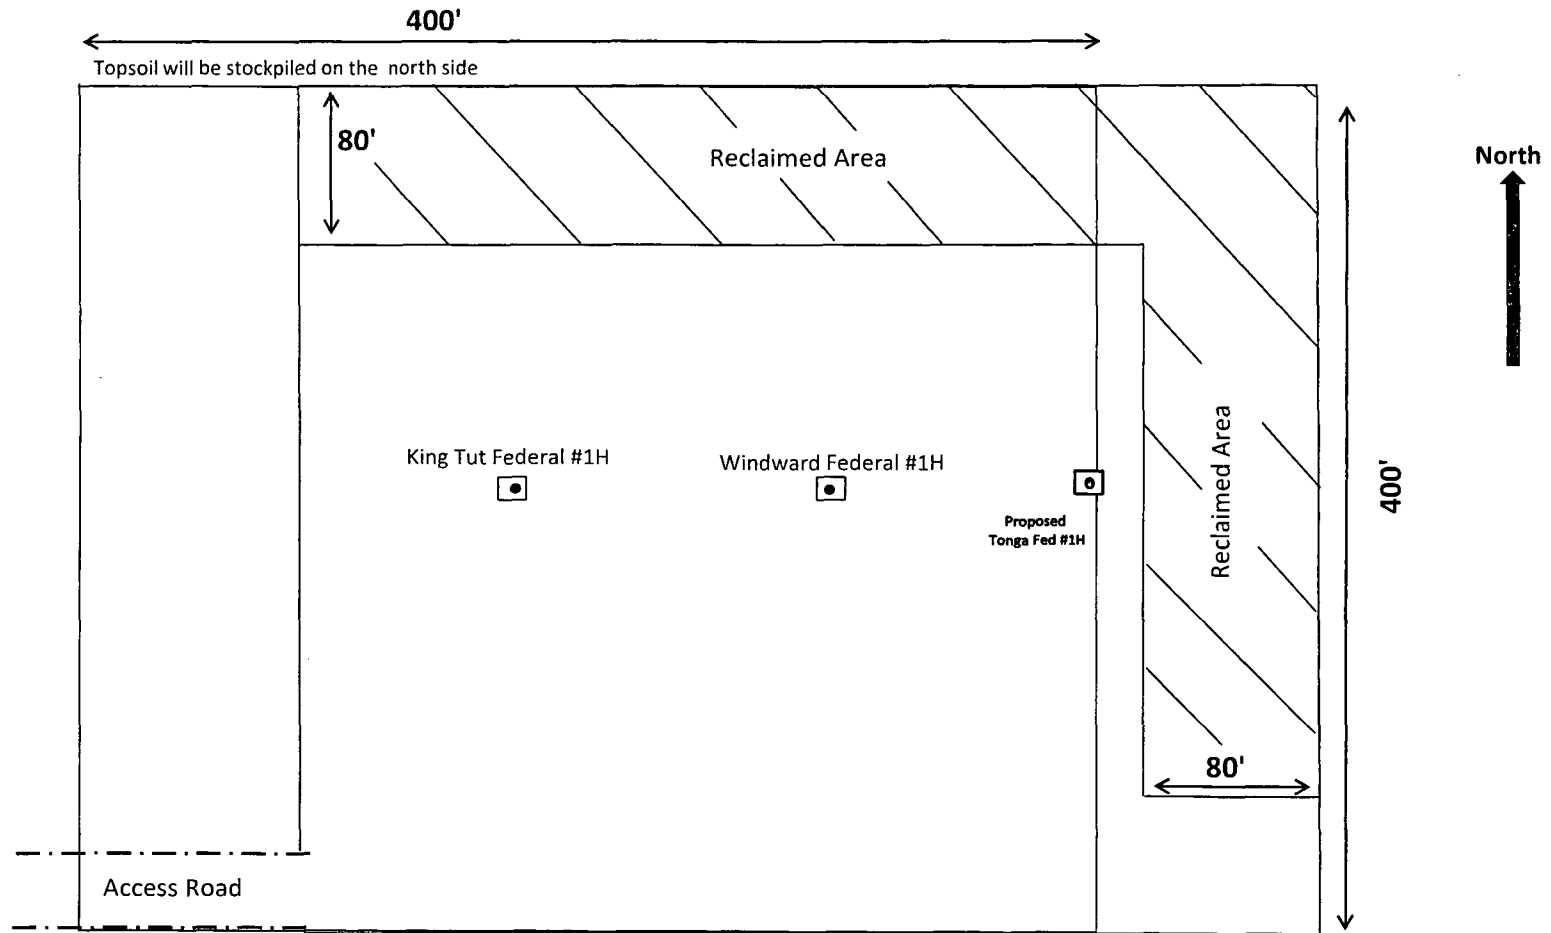 400'
Topsoil will be stockpiled on the north side
80'
Reclaimed Area
North
King Tut Federal #1H
Windward Federal #1H
Proposed
Tonga Fed #1H
Reclaimed Area
400'
80'
Access Road